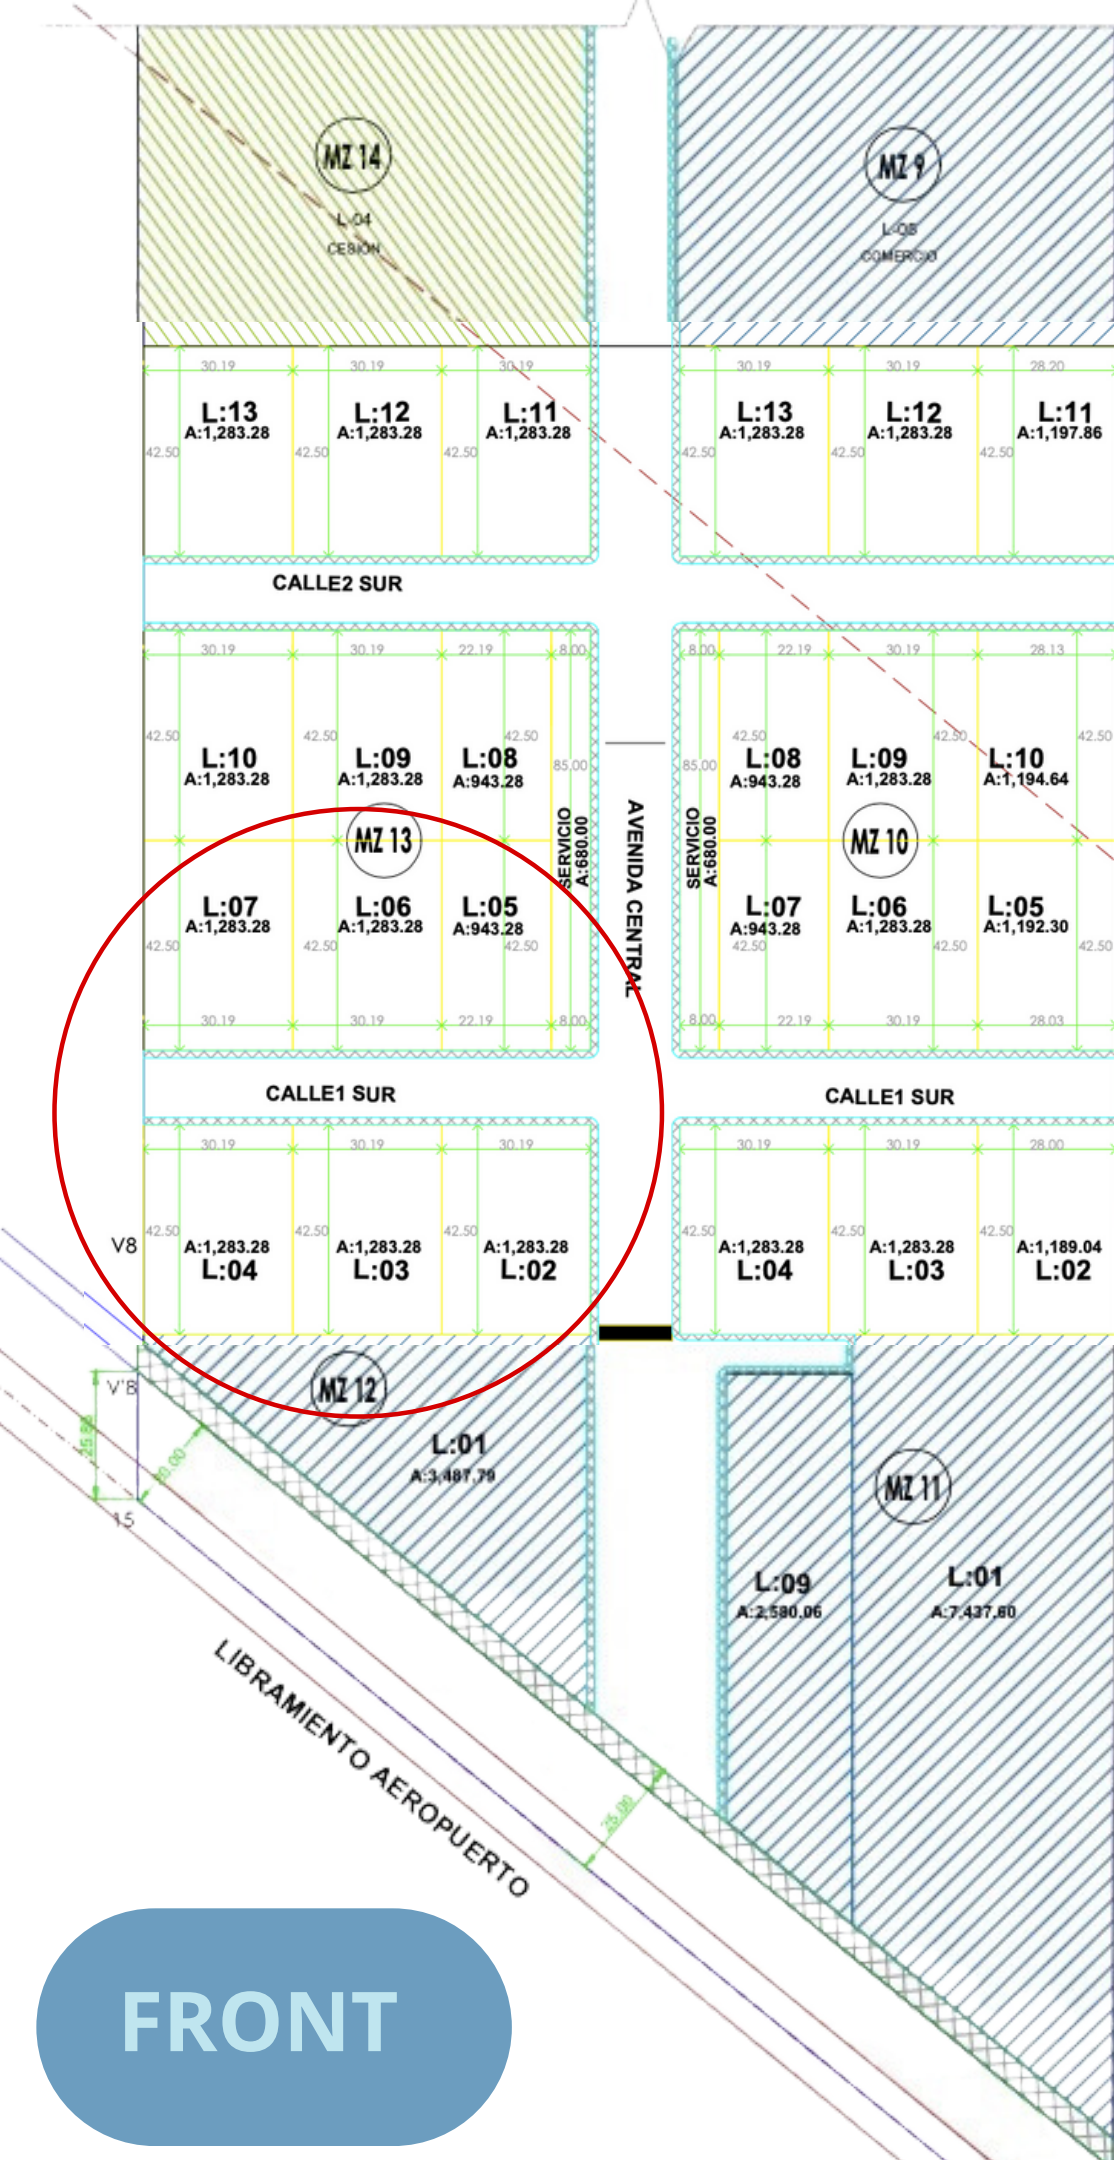 MZ 14
L-04
CESIÓN
MZ 9
COMERCIO
30.19 30.19 30.19
30.19 30.19 28.20
L:13 L:12 L:11
A:1,283.28 A:1,283.28 A:1,283.28
L:13 L:12 L:11
A:1,283.28 A:1,283.28 A:1,197.86
42.50 42.50 42.50
42.50 42.50 42.50
CALLE2 SUR
30.19 30.19 22.19 8.00
8.00 22.19 30.19 28.13
42.50 42.50 42.50
42.50 42.50 42.50
L:10 L:09 L:08
A:1,283.28 A:1,283.28 A:943.28
85.00
85.00
L:08 L:09 L:10
A:943.28 A:1,283.28 A:1,194.64
MZ 13
SERVICIO
A:680.00
AVENIDA CENTRAL
SERVICIO
A:680.00
MZ 10
L:07 L:06 L:05
A:1,283.28 A:1,283.28 A:943.28
L:07 L:06 L:05
A:943.28 A:1,283.28 A:1,192.30
42.50 42.50 42.50
42.50 42.50 42.50
30.19 30.19 22.19 8.00
8.00 22.19 30.19 28.03
CALLE1 SUR
CALLE1 SUR
30.19 30.19 30.19
30.19 30.19 28.00
42.50 42.50 42.50
42.50 42.50 42.50
V8
A:1,283.28 A:1,283.28 A:1,283.28
L:04 L:03 L:02
A:1,283.28 A:1,283.28 A:1,189.04
L:04 L:03 L:02
V'8
MZ 12
L:01
A:3,487.79
15
MZ 11
L:09
A:2,580.06
L:01
A:7,437.60
25.00
LIBRAMIENTO AEROPUERTO
FRONT